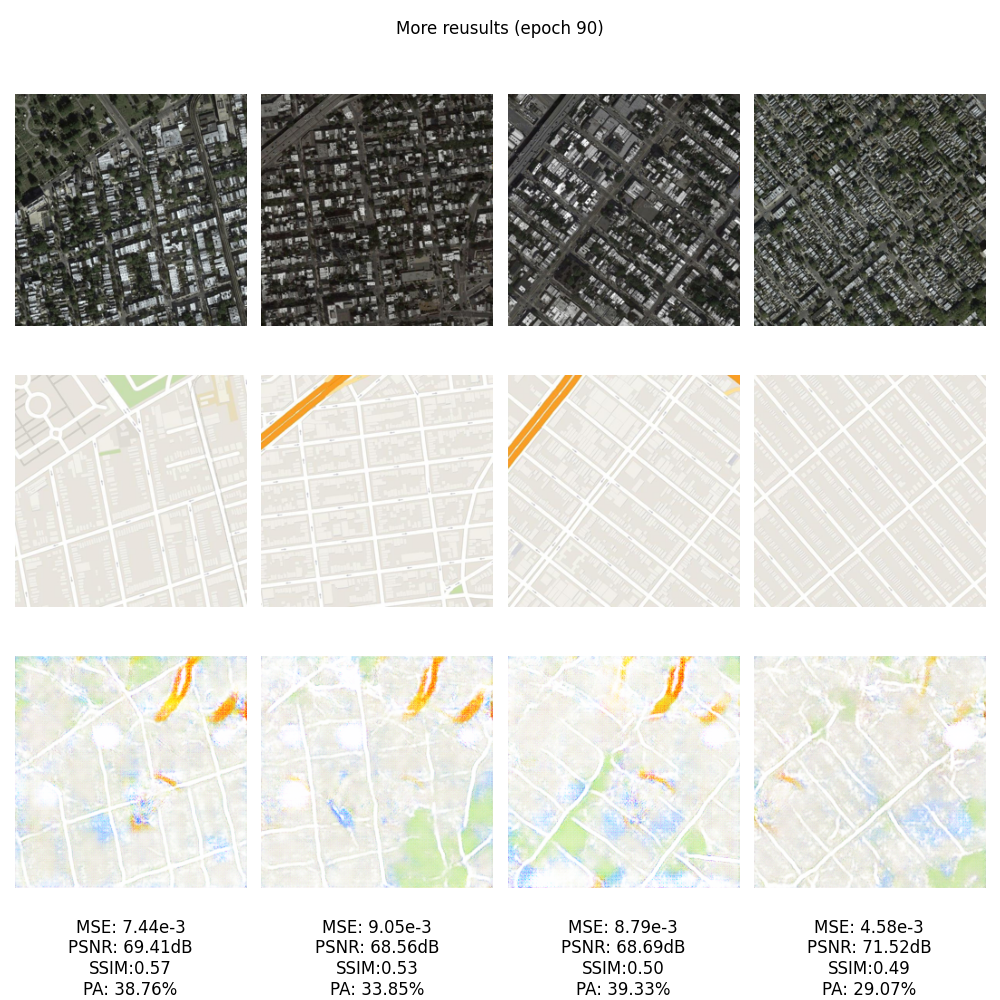 More reusults (epoch 90)
MSE: 7.44e-3
PSNR: 69.41dB
SSIM:0.57
PA: 38.76%
MSE: 9.05e-3
PSNR: 68.56dB
SSIM:0.53
PA: 33.85%
MSE: 8.79e-3
PSNR: 68.69dB
SSIM:0.50
PA: 39.33%
MSE: 4.58e-3
PSNR: 71.52dB
SSIM:0.49
PA: 29.07%